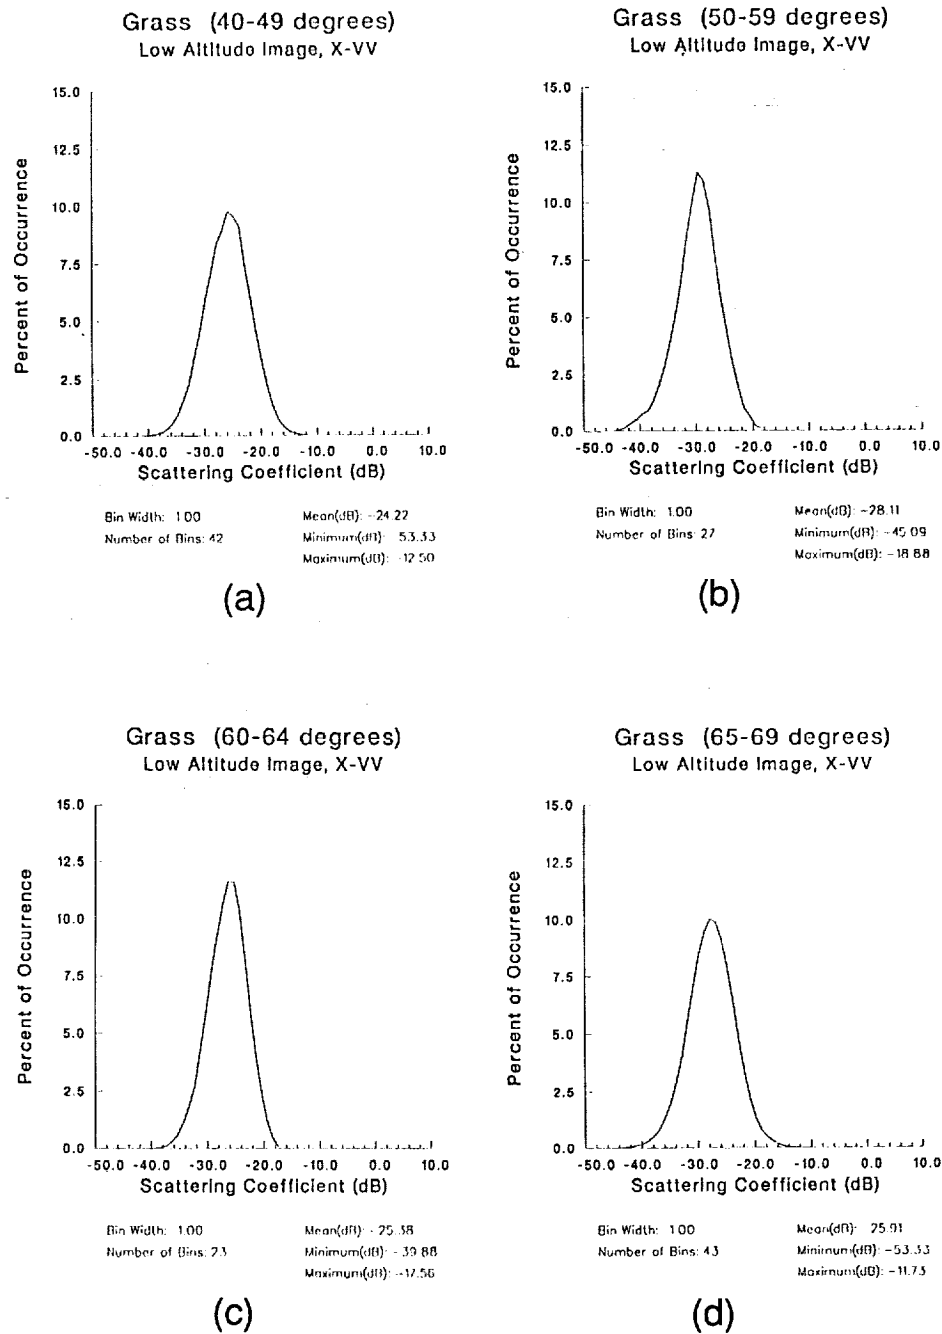 Grass (40-49 degrees)
Low Altitude Image, X-VV
15.0
12.5
10.0
7.5
5.0
2.5
0.0
Percent of Occurrence
-50.0 -40.0 -30.0 -20.0 -10.0 0.0 10.0
Scattering Coefficient (dB)
Bin Width: 1.00
Number of Bins: 42
Mean(dB): -24.22
Minimum(dB): 53.33
Maximum(dB): -12.50
(a)
Grass (50-59 degrees)
Low Altitude Image, X-VV
15.0
12.5
10.0
7.5
5.0
2.5
0.0
Percent of Occurrence
-50.0 -40.0 -30.0 -20.0 -10.0 0.0 10.0
Scattering Coefficient (dB)
Bin Width: 1.00
Number of Bins: 27
Mean(dB): -28.11
Minimum(dB): -45.09
Maximum(dB): -18.88
(b)
Grass (60-64 degrees)
Low Altitude Image, X-VV
15.0
12.5
10.0
7.5
5.0
2.5
0.0
Percent of Occurrence
-50.0 -40.0 -30.0 -20.0 -10.0 0.0 10.0
Scattering Coefficient (dB)
Bin Width: 1.00
Number of Bins: 23
Mean(dB): -25.38
Minimum(dB): -39.88
Maximum(dB): -17.56
(c)
Grass (65-69 degrees)
Low Altitude Image, X-VV
15.0
12.5
10.0
7.5
5.0
2.5
0.0
Percent of Occurrence
-50.0 -40.0 -30.0 -20.0 -10.0 0.0 10.0
Scattering Coefficient (dB)
Bin Width: 1.00
Number of Bins: 43
Mean(dB): 25.91
Minimum(dB): -53.33
Maximum(dB): -11.73
(d)